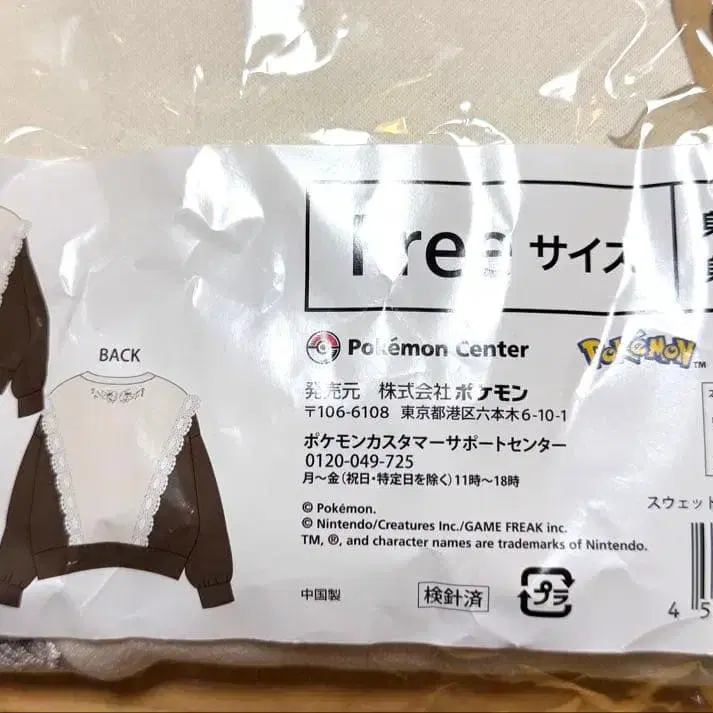 Free サイズ
BACK
Pokémon Center
POKÉMON™
発売元 株式会社ポケモン
〒106-6108 東京都港区六本木6-10-1
ポケモンカスタマーサポートセンター
0120-049-725
月〜金(祝日・特定日を除く)11時〜18時
© Pokémon.
© Nintendo/Creatures Inc./GAME FREAK inc.
TM, ®, and character names are trademarks of Nintendo.
スウェット
中国製
検針済
プラ
4 5